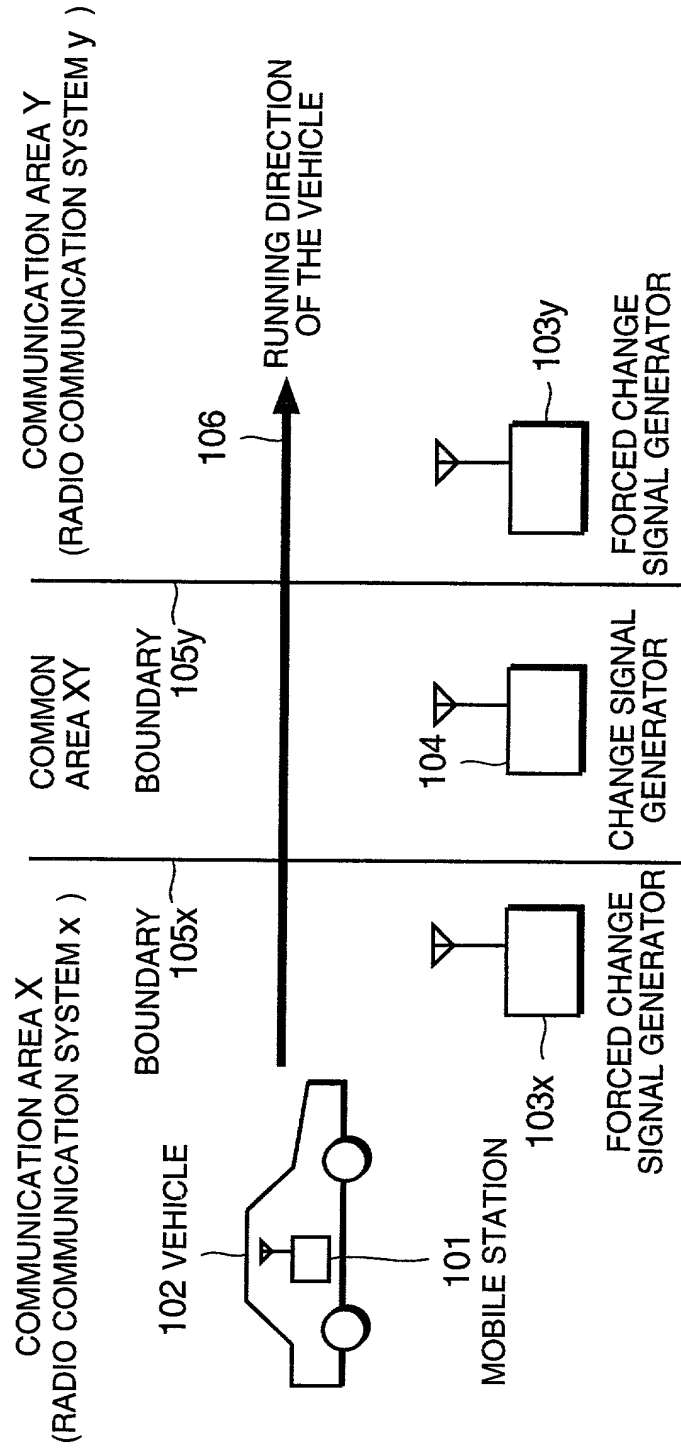 COMMUNICATION AREA X
(RADIO COMMUNICATION SYSTEM x )
COMMON
AREA XY
COMMUNICATION AREA Y
(RADIO COMMUNICATION SYSTEM y )
BOUNDARY
105x
BOUNDARY
105y
102 VEHICLE
106
RUNNING DIRECTION
OF THE VEHICLE
101
MOBILE STATION
103x
FORCED CHANGE
SIGNAL GENERATOR
104
CHANGE SIGNAL
GENERATOR
103y
FORCED CHANGE
SIGNAL GENERATOR